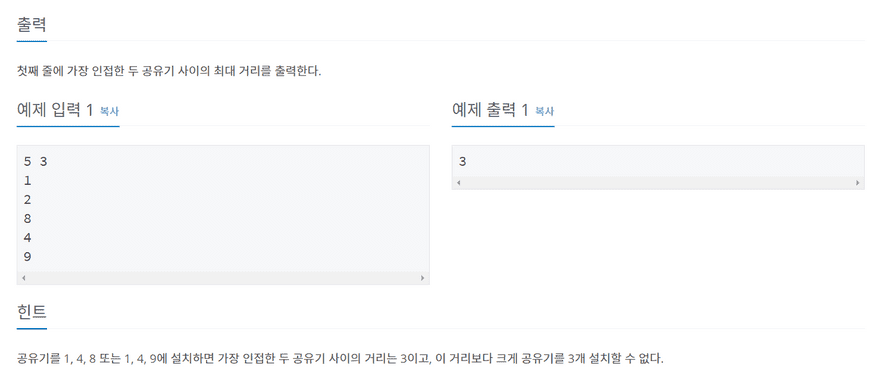 출력
첫째 줄에 가장 인접한 두 공유기 사이의 최대 거리를 출력한다.
예제 입력 1 복사
5 3
1
2
8
4
9
예제 출력 1 복사
3
힌트
공유기를 1, 4, 8 또는 1, 4, 9에 설치하면 가장 인접한 두 공유기 사이의 거리는 3이고, 이 거리보다 크게 공유기를 3개 설치할 수 없다.